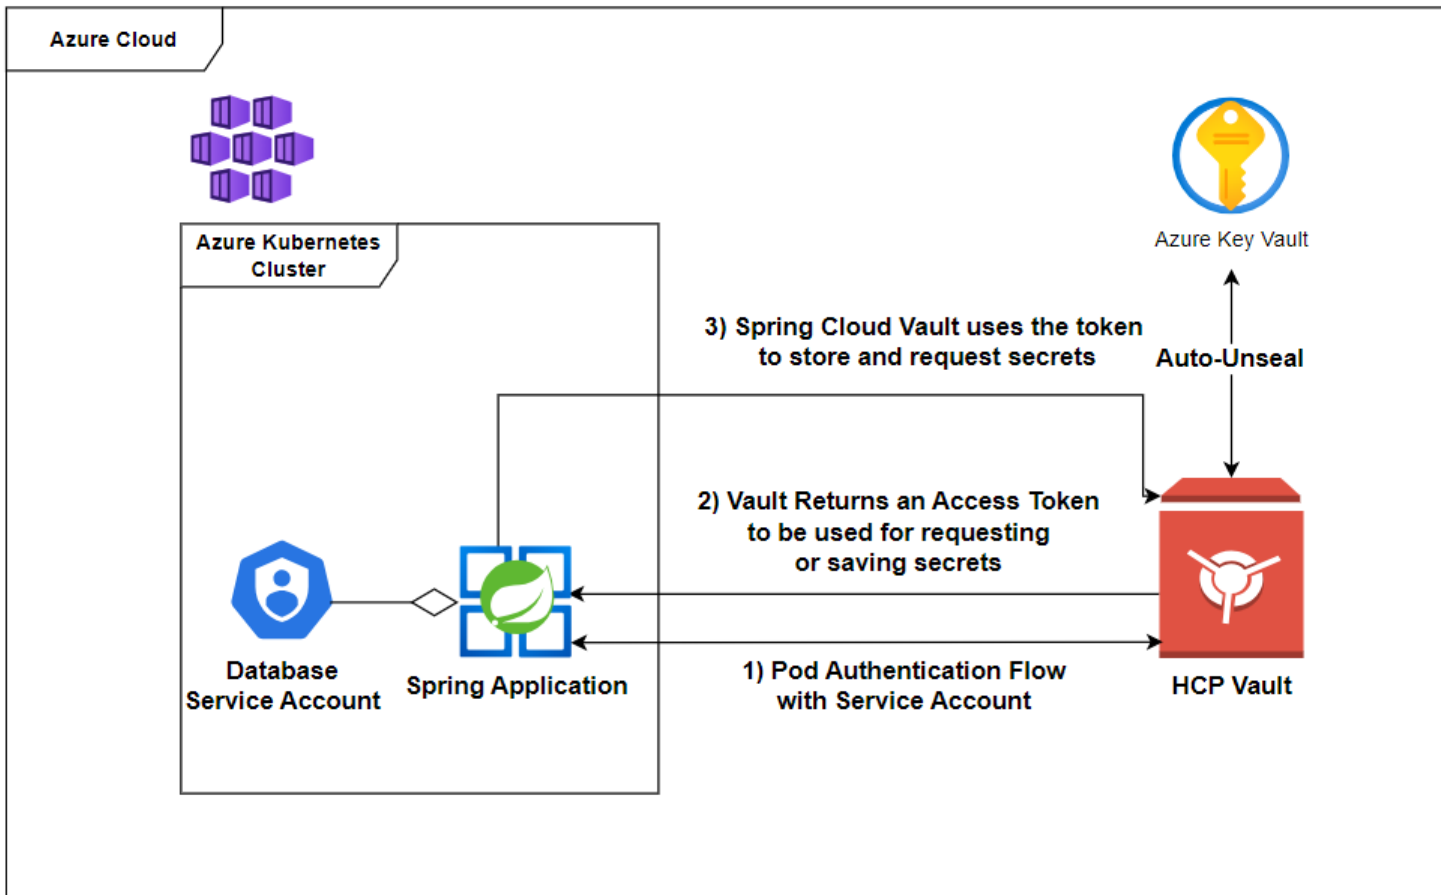 Azure Cloud
Azure Kubernetes
Cluster
Azure Key Vault
3) Spring Cloud Vault uses the token
to store and request secrets
Auto-Unseal
2) Vault Returns an Access Token
to be used for requesting
or saving secrets
Database
Service Account
Spring Application
1) Pod Authentication Flow
with Service Account
HCP Vault